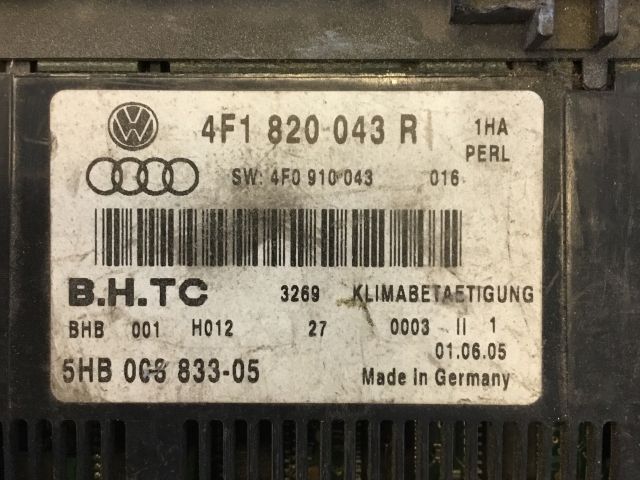 4F1 820 043 R
1HA
PERL
SW: 4F0 910 043 016
B.H.TC 3269 KLIMABETAETIGUNG
BHB 001 H012 27 0003 II 1
01.06.05
5HB 008 833-05 Made in Germany